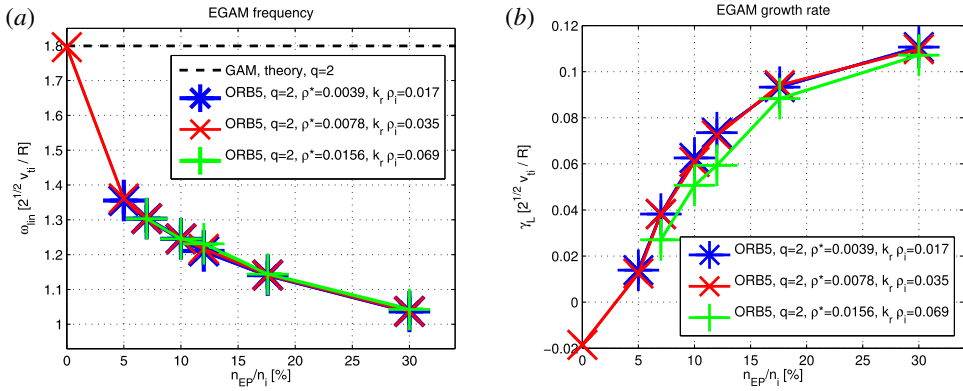 (a)
EGAM frequency
1.8
1.7
1.6
1.5
1.4
1.3
1.2
1.1
1
0
5
10
15
20
25
30
ω_lin [2^1/2 v_ti / R]
n_EP/n_i [%]
GAM, theory, q=2
ORB5, q=2, ρ*=0.0039, k_r ρ_i=0.017
ORB5, q=2, ρ*=0.0078, k_r ρ_i=0.035
ORB5, q=2, ρ*=0.0156, k_r ρ_i=0.069
(b)
EGAM growth rate
0.12
0.1
0.08
0.06
0.04
0.02
0
−0.02
0
5
10
15
20
25
30
γ_L [2^1/2 v_ti / R]
n_EP/n_i [%]
ORB5, q=2, ρ*=0.0039, k_r ρ_i=0.017
ORB5, q=2, ρ*=0.0078, k_r ρ_i=0.035
ORB5, q=2, ρ*=0.0156, k_r ρ_i=0.069